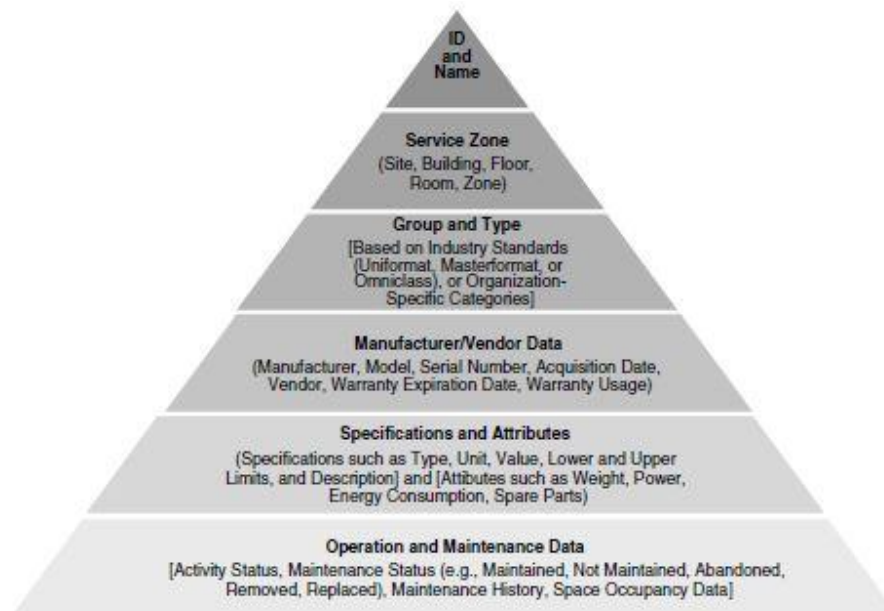 ID
and
Name
Service Zone
(Site, Building, Floor,
Room, Zone)
Group and Type
[Based on Industry Standards
(Uniformat, Masterformat, or
Omniclass), or Organization-
Specific Categories]
Manufacturer/Vendor Data
(Manufacturer, Model, Serial Number, Acquisition Date,
Vendor, Warranty Expiration Date, Warranty Usage)
Specifications and Attributes
(Specifications such as Type, Unit, Value, Lower and Upper
Limits, and Description] and [Attibutes such as Weight, Power,
Energy Consumption, Spare Parts)
Operation and Maintenance Data
[Activity Status, Maintenance Status (e.g., Maintained, Not Maintained, Abandoned,
Removed, Replaced), Maintenance History, Space Occupancy Data]